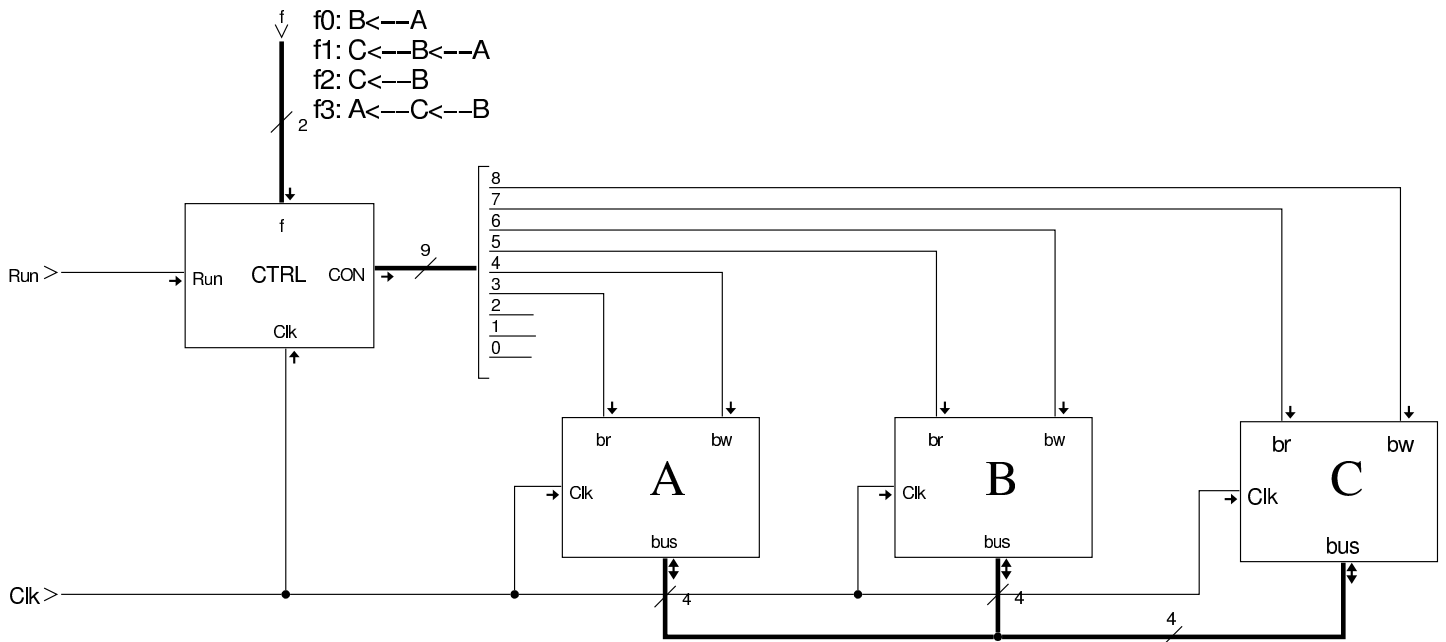 f
f0: B<--A
f1: C<--B<--A
f2: C<--B
f3: A<--C<--B
2
8
7
6
5
4
3
2
1
0
f
9
Run
Run CTRL CON
Clk
br bw
A
Clk
bus
br bw
B
Clk
bus
br bw
C
Clk
bus
Clk
4
4
4